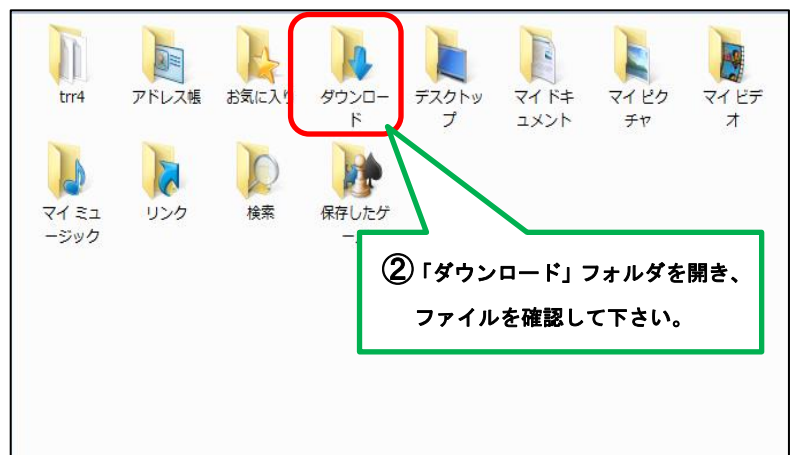 trr4 アドレス帳 お気に入り ダウンロー デスクトッ マイ ドキ マイ ピク マイ ビデ
ド プ ュメント チャ オ
マイ ミュ リンク 検索 保存したゲ
ージック
②「ダウンロード」フォルダを開き、
ファイルを確認して下さい。